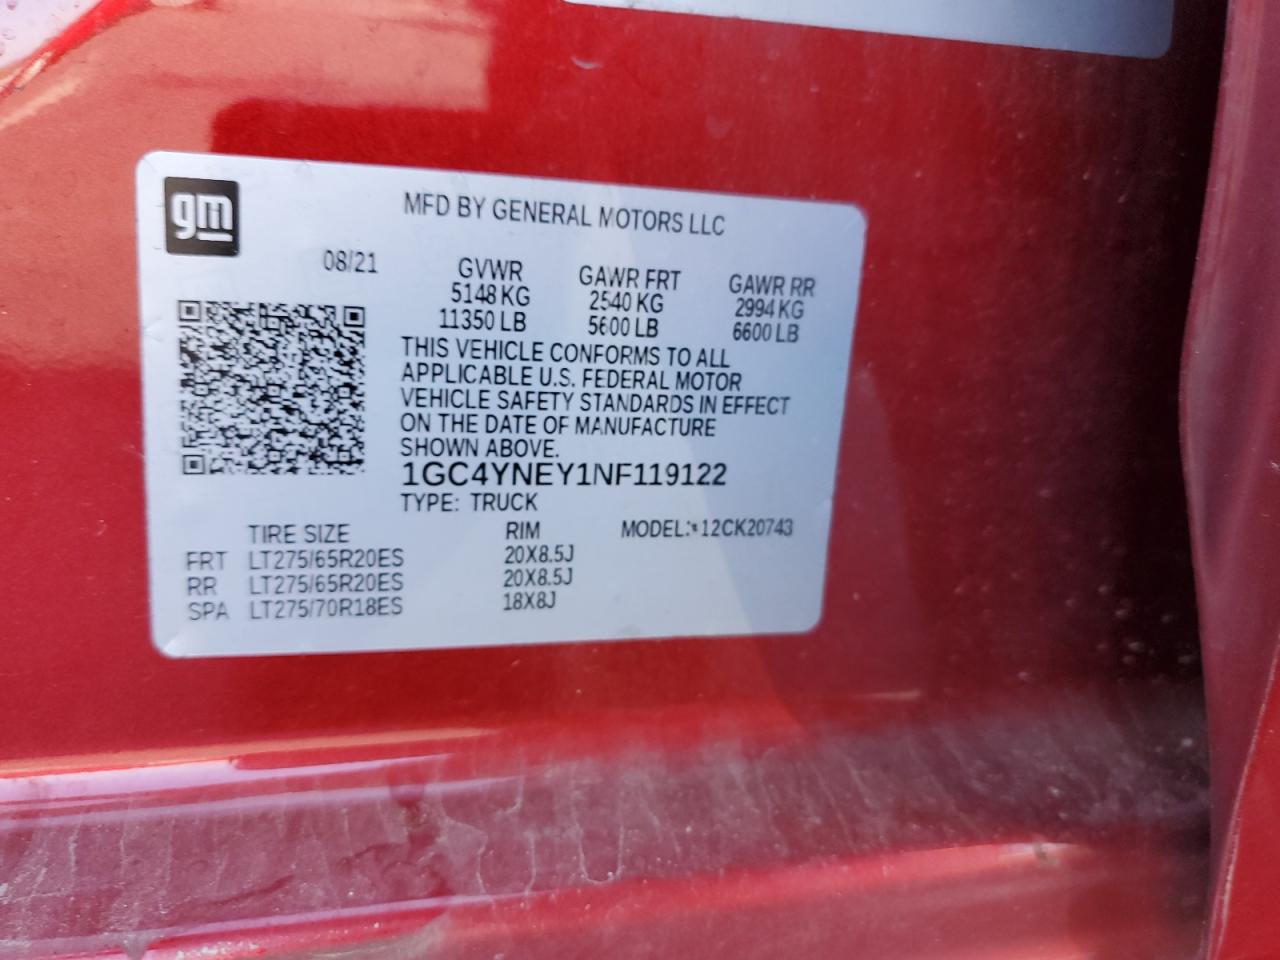 gm
MFD BY GENERAL MOTORS LLC
08/21 GVWR GAWR FRT GAWR RR
5148 KG 2540 KG 2994 KG
11350 LB 5600 LB 6600 LB
THIS VEHICLE CONFORMS TO ALL
APPLICABLE U.S. FEDERAL MOTOR
VEHICLE SAFETY STANDARDS IN EFFECT
ON THE DATE OF MANUFACTURE
SHOWN ABOVE.
1GC4YNEY1NF119122
TYPE: TRUCK
TIRE SIZE RIM MODEL:*12CK20743
FRT LT275/65R20ES 20X8.5J
RR LT275/65R20ES 20X8.5J
SPA LT275/70R18ES 18X8J